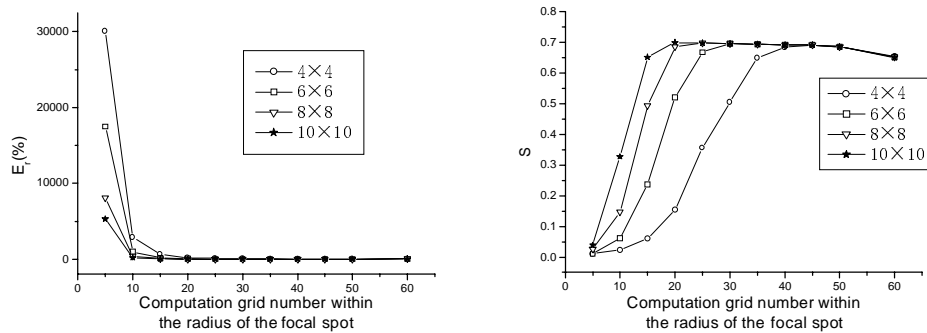 30000
20000
10000
0
E_r(%)
4×4
6×6
8×8
10×10
0 10 20 30 40 50 60
Computation grid number within
the radius of the focal spot
0.8
0.7
0.6
0.5
0.4
0.3
0.2
0.1
0.0
S
4×4
6×6
8×8
10×10
0 10 20 30 40 50 60
Computation grid number within
the radius of the focal spot